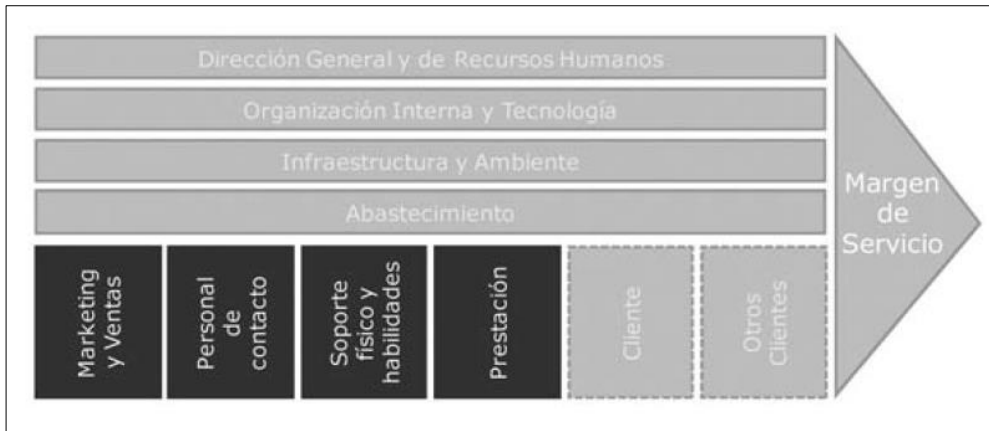 Dirección General y de Recursos Humanos
Organización Interna y Tecnología
Infraestructura y Ambiente
Abastecimiento
Marketing
y Ventas
Personal
de
contacto
Soporte
físico y
habilidades
Prestación
Cliente
Otros
Clientes
Margen
de
Servicio